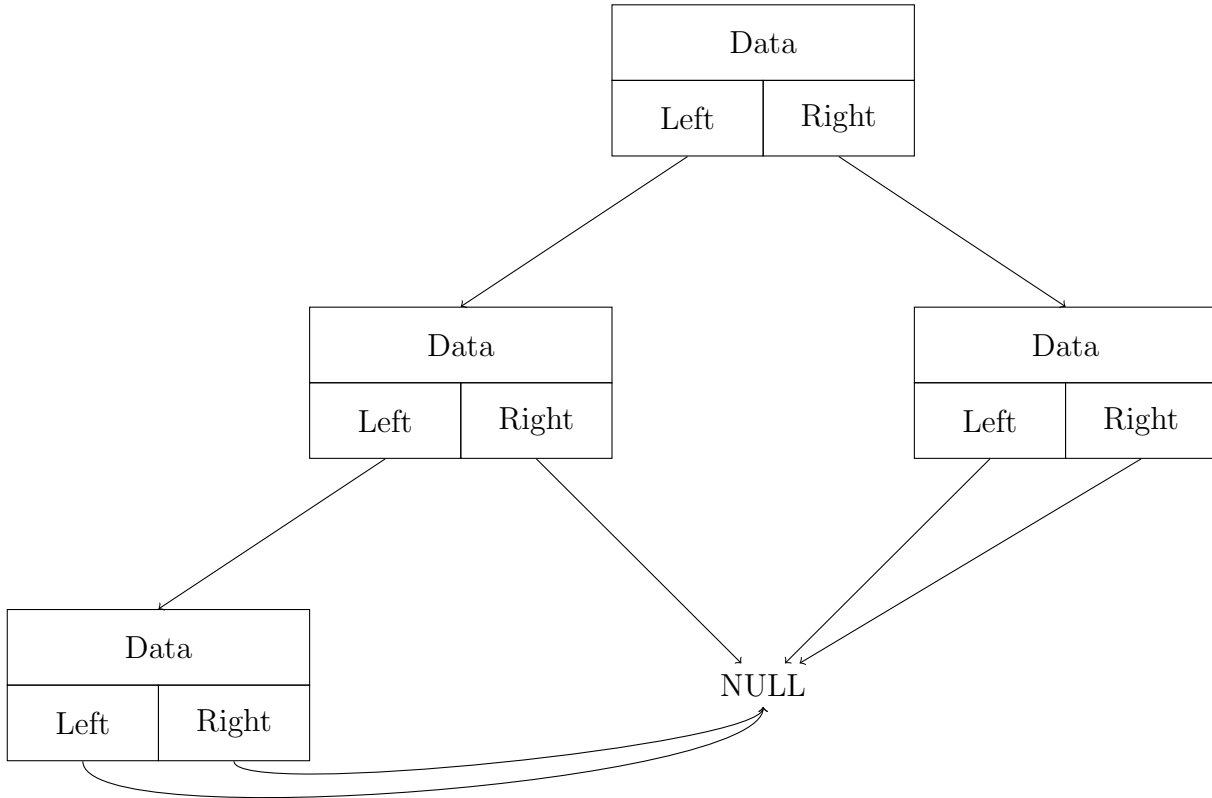 Data
Left Right
Data Data
Left Right Left Right
Data
NULL
Left Right